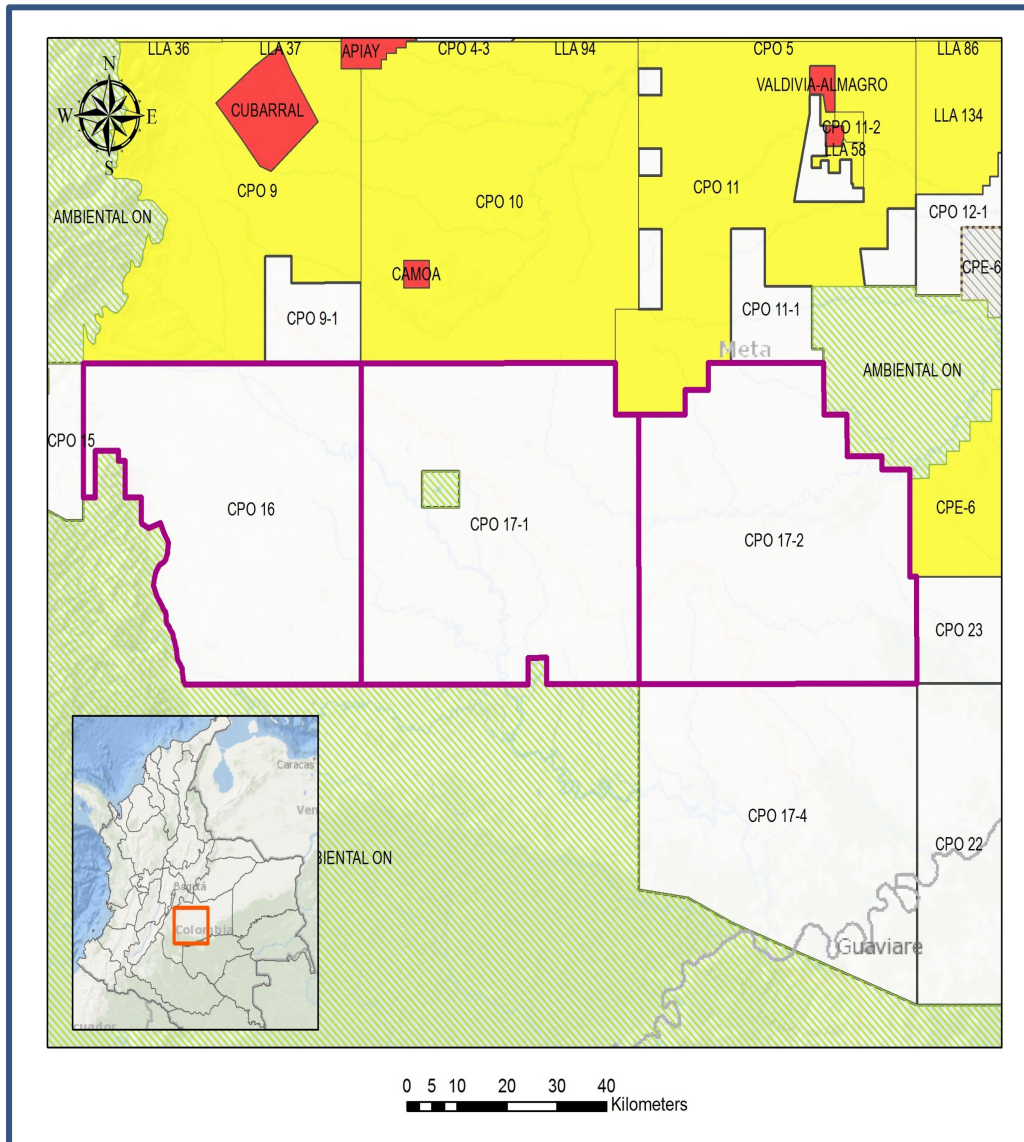 LLA 36
LLA 37
APIAY
CPO 4-3
LLA 94
CPO 5
LLA 86
N
W
E
S
CUBARRAL
VALDIVIA-ALMAGRO
CPO 11-2
LLA 58
LLA 134
CPO 9
CPO 10
CPO 11
AMBIENTAL ON
CPO 12-1
CPE-6
CAMOA
CPO 9-1
CPO 11-1
Meta
AMBIENTAL ON
CPO 15
CPO 16
CPO 17-1
CPO 17-2
CPE-6
CPO 23
CPO 17-4
CPO 22
Caracas
Ven
BIENTAL ON
Bogotá
Colombia
Guaviare
cuador
0 5 10 20 30 40
Kilometers